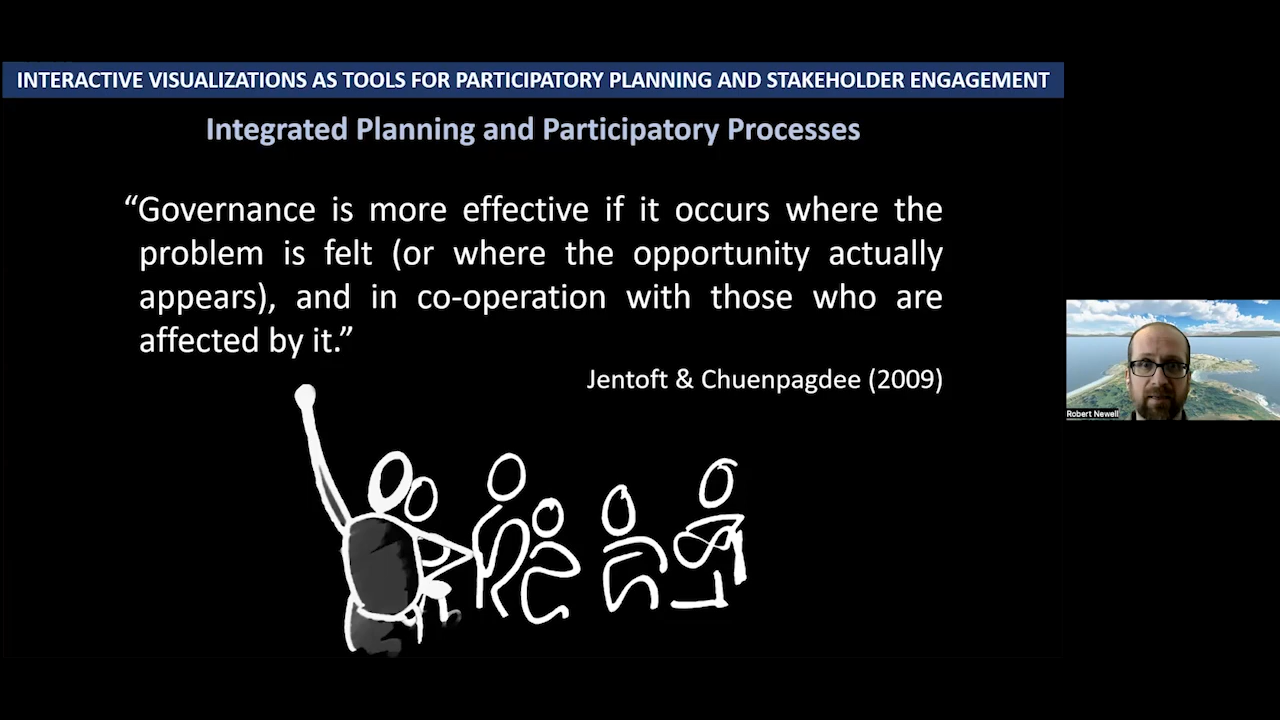 INTERACTIVE VISUALIZATIONS AS TOOLS FOR PARTICIPATORY PLANNING AND STAKEHOLDER ENGAGEMENT
Integrated Planning and Participatory Processes
“Governance is more effective if it occurs where the
problem is felt (or where the opportunity actually
appears), and in co-operation with those who are
affected by it.”
Jentoft & Chuenpagdee (2009)
Robert Newell